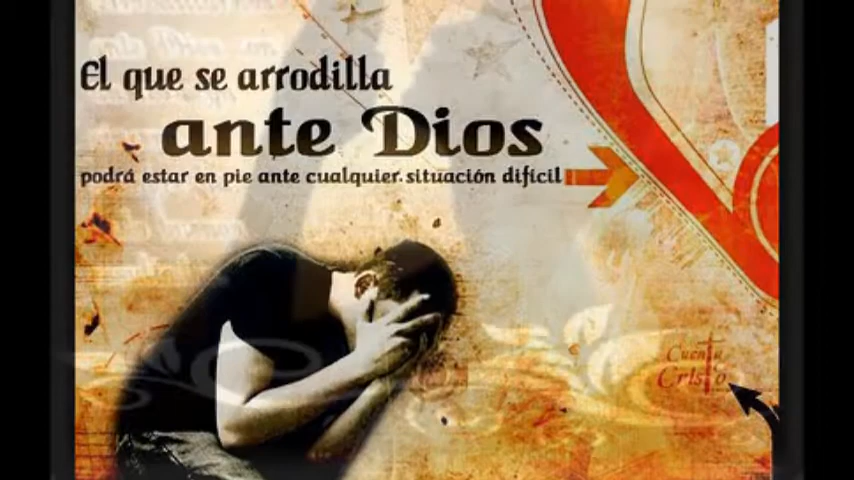 El que se arrodilla
ante Dios
podrá estar en pie ante cualquier situación difícil
Cuenta
Cristo